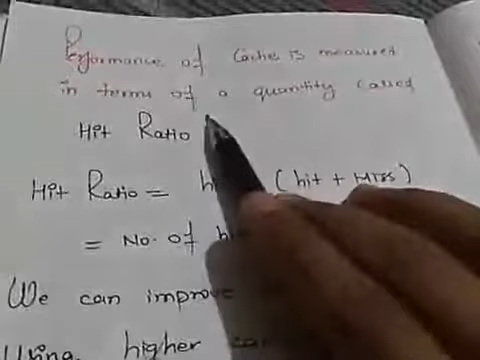 Performance of Cache is measured
in terms of a quantity called
Hit Ratio
Hit Ratio = h (hit + Miss)
= No. of h
We can improve
Using higher ca